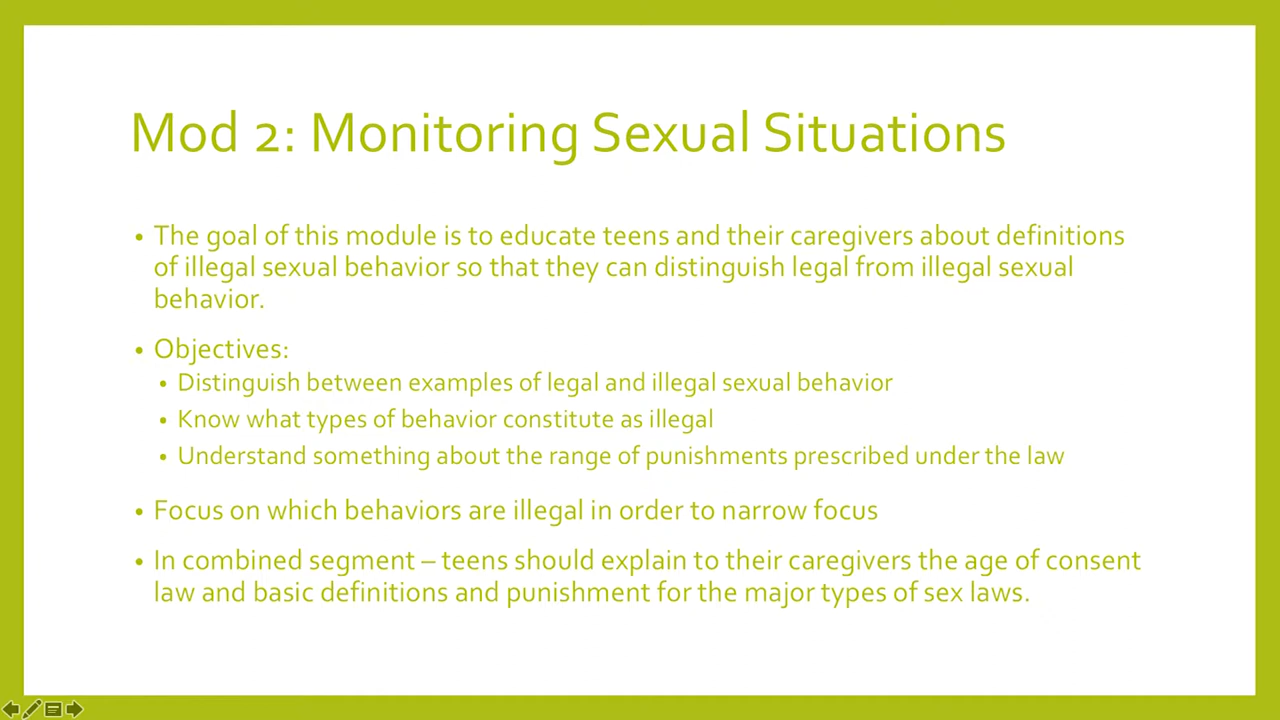 Mod 2: Monitoring Sexual Situations
• The goal of this module is to educate teens and their caregivers about definitions
of illegal sexual behavior so that they can distinguish legal from illegal sexual
behavior.
• Objectives:
• Distinguish between examples of legal and illegal sexual behavior
• Know what types of behavior constitute as illegal
• Understand something about the range of punishments prescribed under the law
• Focus on which behaviors are illegal in order to narrow focus
• In combined segment – teens should explain to their caregivers the age of consent
law and basic definitions and punishment for the major types of sex laws.